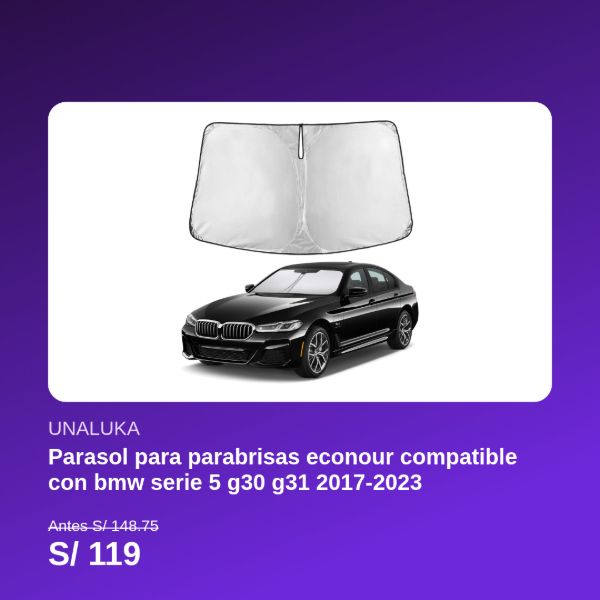 UNALUKA
Parasol para parabrisas econour compatible
con bmw serie 5 g30 g31 2017-2023
Antes S/ 148.75
S/ 119